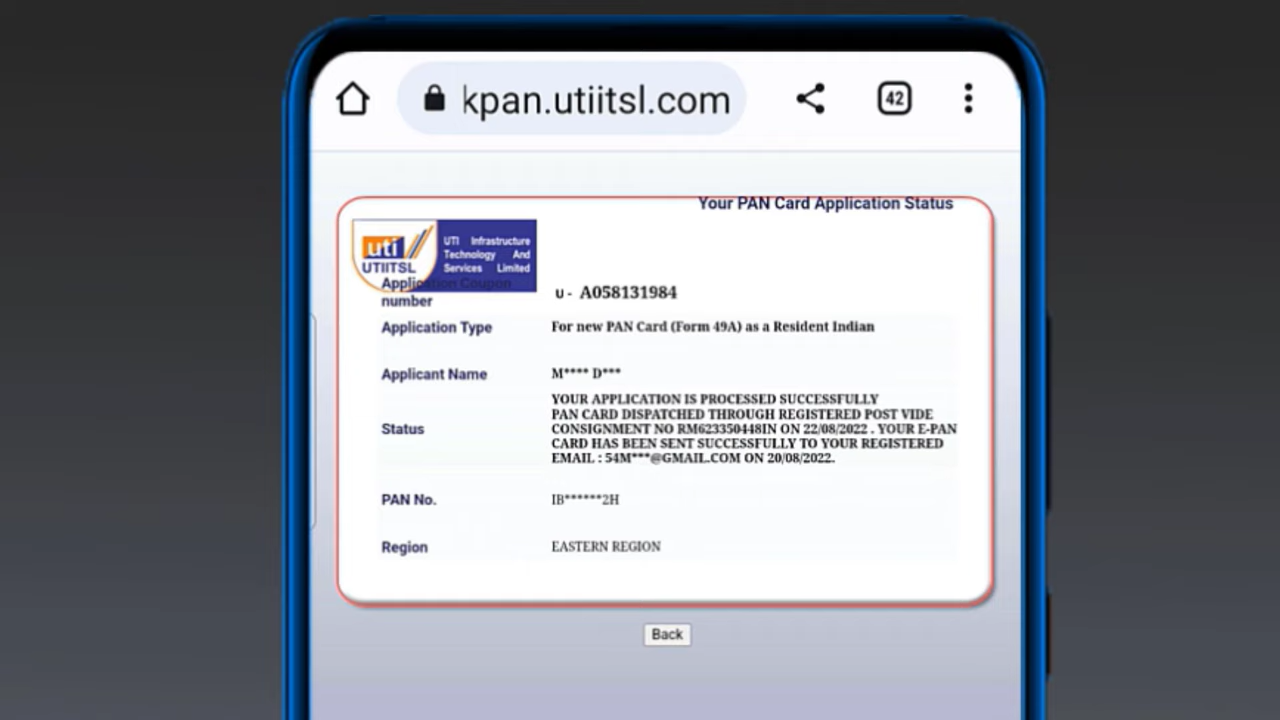 kpan.utiitsl.com
42
Your PAN Card Application Status
uti
UTIITSL
UTI Infrastructure
Technology And
Services Limited
Application Coupon
number
U - A058131984
Application Type
For new PAN Card (Form 49A) as a Resident Indian
Applicant Name
M**** D***
Status
YOUR APPLICATION IS PROCESSED SUCCESSFULLY
PAN CARD DISPATCHED THROUGH REGISTERED POST VIDE
CONSIGNMENT NO RM623350448IN ON 22/08/2022 . YOUR E-PAN
CARD HAS BEEN SENT SUCCESSFULLY TO YOUR REGISTERED
EMAIL : 54M***@GMAIL.COM ON 20/08/2022.
PAN No.
IB******2H
Region
EASTERN REGION
Back